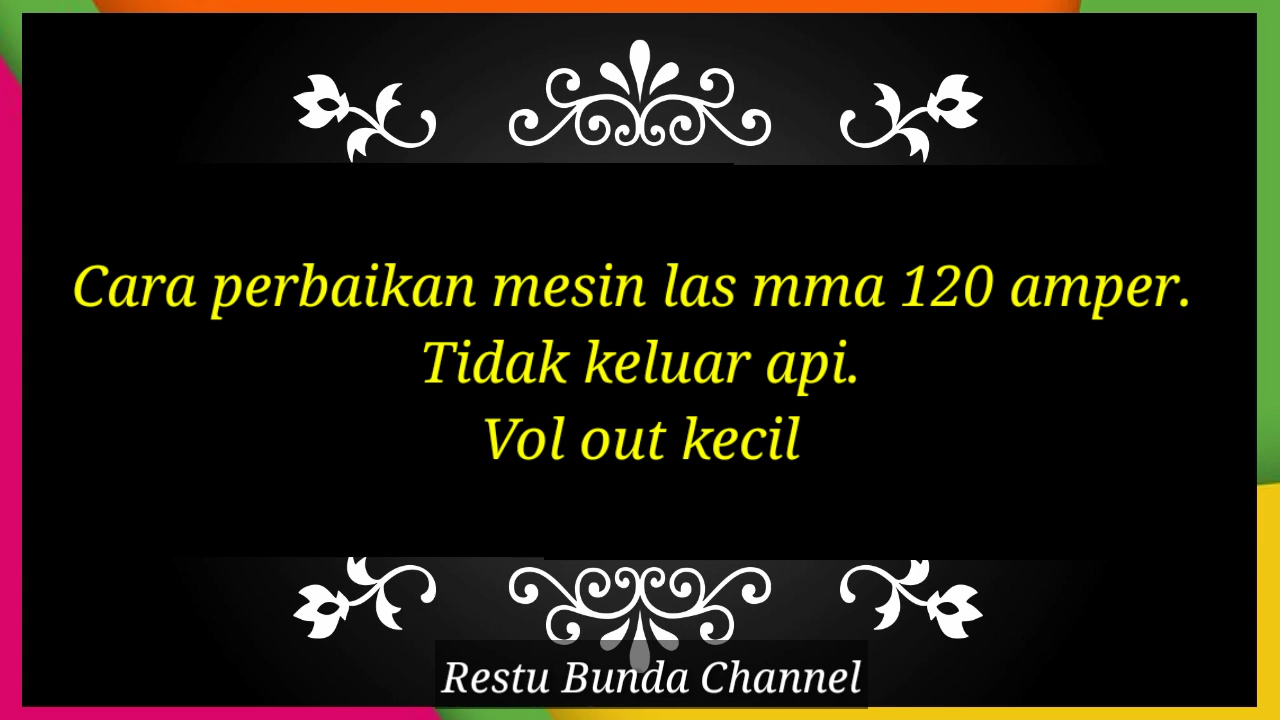 Cara perbaikan mesin las mma 120 amper.
Tidak keluar api.
Vol out kecil
Restu Bunda Channel